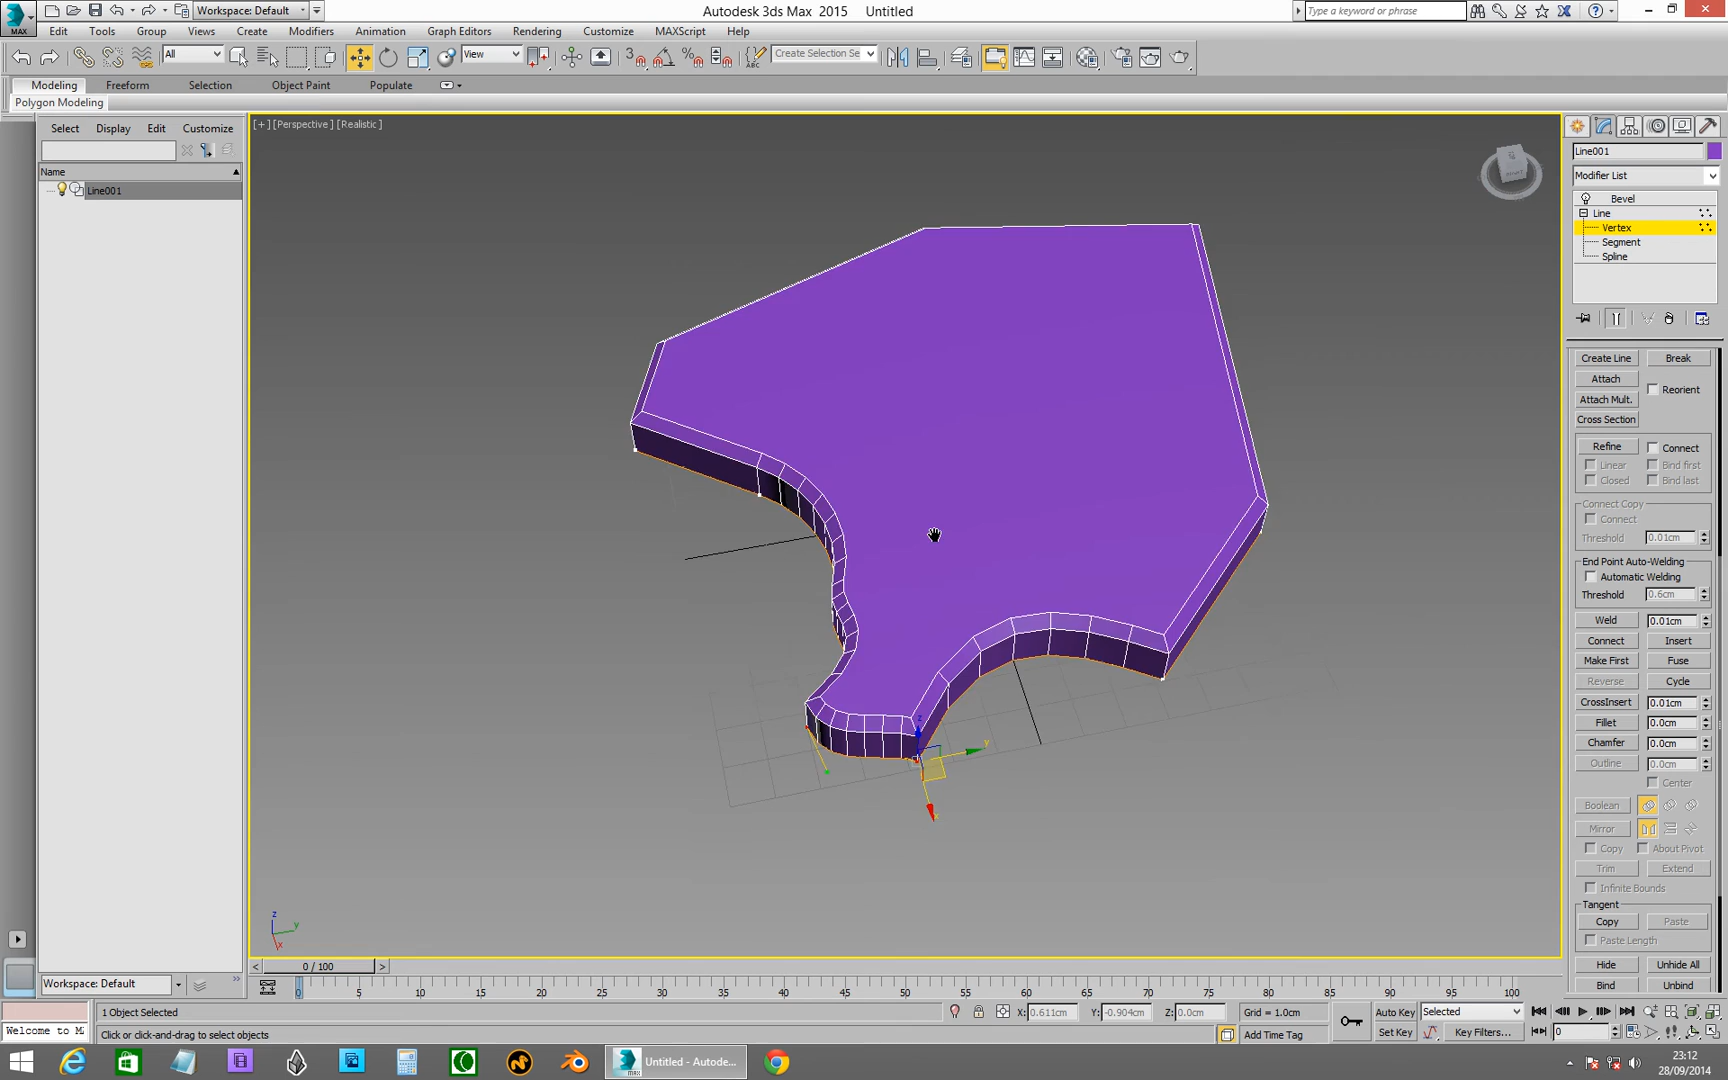 MAX
Workspace: Default
Autodesk 3ds Max 2015 Untitled
Type a keyword or phrase
Edit Tools Group Views Create Modifiers Animation Graph Editors Rendering Customize MAXScript Help
All
View
3
Create Selection Se
Modeling Freeform Selection Object Paint Populate
Polygon Modeling
Select Display Edit Customize
Name
Line001
[+][Perspective][Realistic]
z
y
x
z
y
x
Line001
Modifier List
Bevel
Line
Vertex
Segment
Spline
Create Line Break
Attach
Reorient
Attach Mult.
Cross Section
Refine Connect
Linear Bind first
Closed Bind last
Connect Copy
Connect
Threshold 0.01cm
End Point Auto-Welding
Automatic Welding
Threshold 0.6cm
Weld 0.01cm
Connect Insert
Make First Fuse
Reverse Cycle
CrossInsert 0.01cm
Fillet 0.0cm
Chamfer 0.0cm
Outline 0.0cm
Center
Boolean
Mirror
Copy About Pivot
Trim Extend
Infinite Bounds
Tangent
Copy Paste
Paste Length
Hide Unhide All
Bind Unbind
Workspace: Default
< 0 / 100 >
0 5 10 15 20 25 30 35 40 45 50 55 60 65 70 75 80 85 90 95 100
1 Object Selected
X: 0.611cm Y: -0.904cm Z: 0.0cm
Grid = 1.0cm
Auto Key Selected
Welcome to M
Click or click-and-drag to select objects
Add Time Tag
Set Key Key Filters...
0
Untitled - Autode...
23:12
28/09/2014